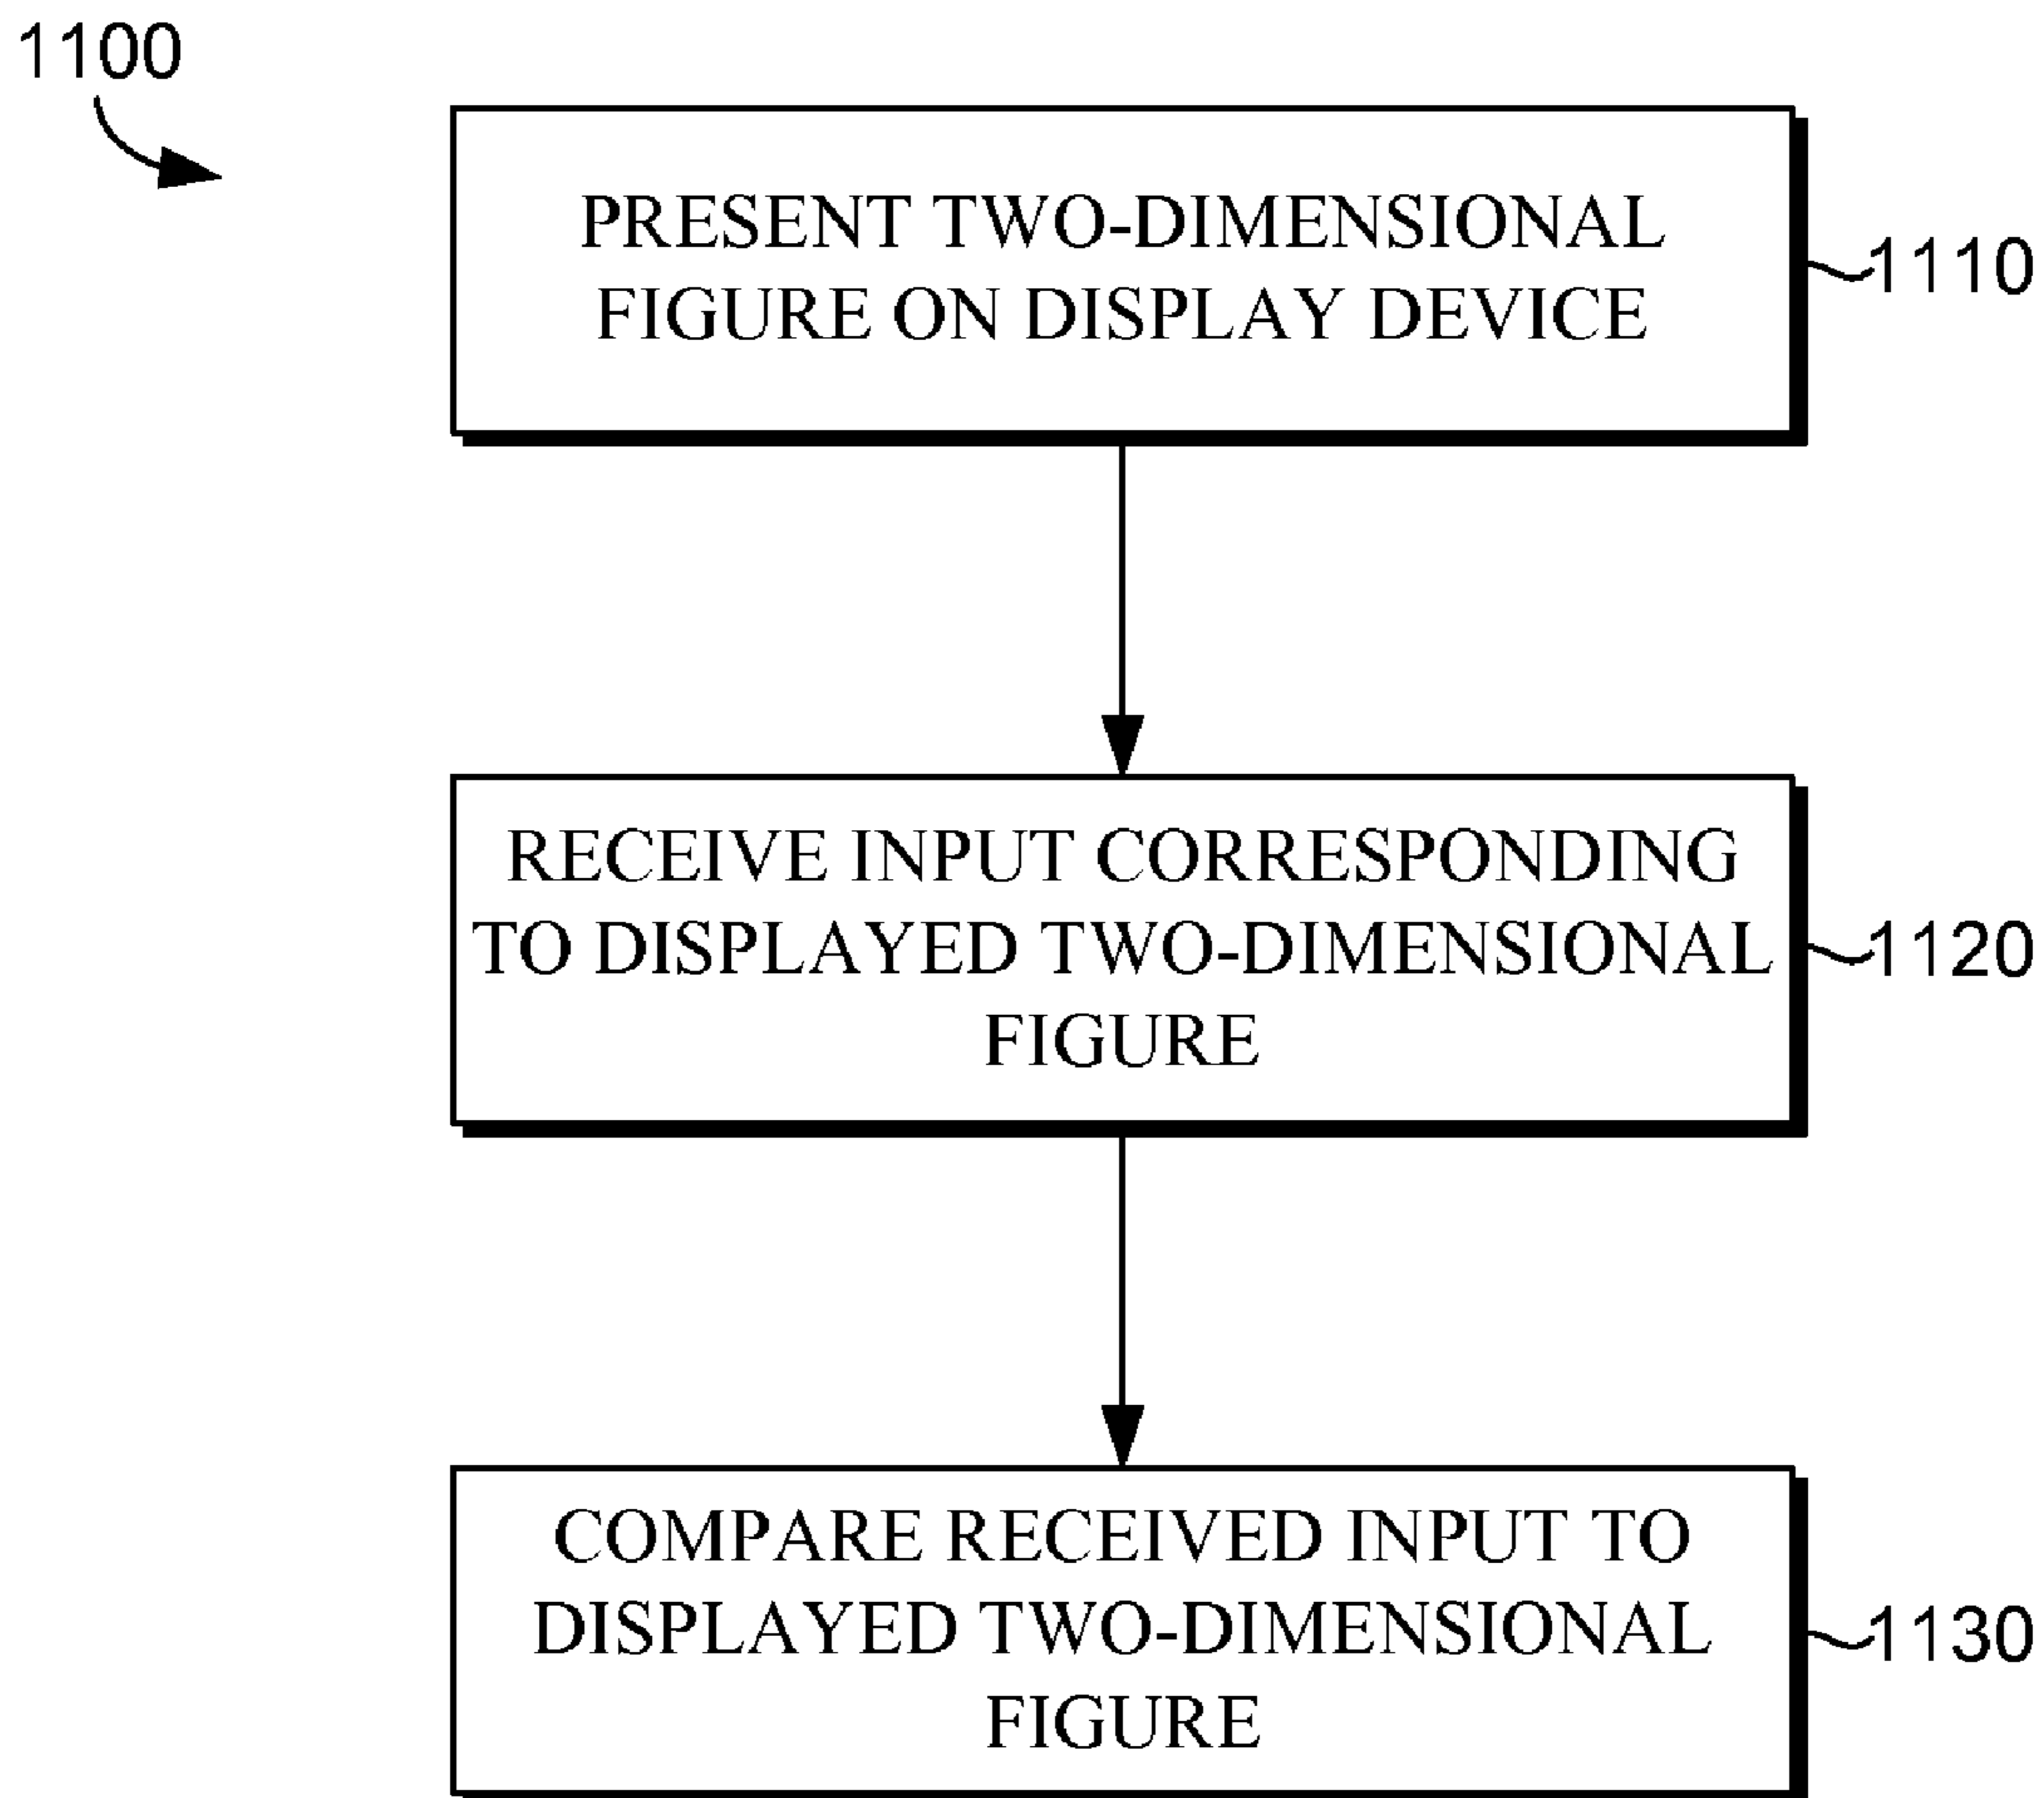 1100
PRESENT TWO-DIMENSIONAL
FIGURE ON DISPLAY DEVICE
1110
RECEIVE INPUT CORRESPONDING
TO DISPLAYED TWO-DIMENSIONAL
FIGURE
1120
COMPARE RECEIVED INPUT TO
DISPLAYED TWO-DIMENSIONAL
FIGURE
1130